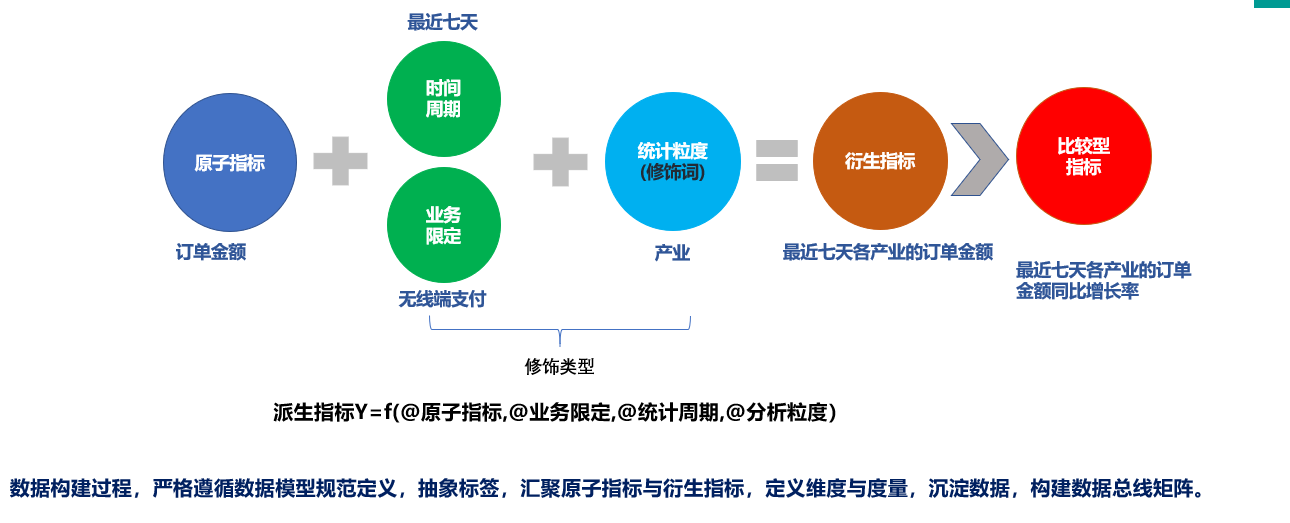 最近七天
时间
周期
原子指标
统计粒度
(修饰词)
衍生指标
比较型
指标
业务
限定
订单金额
产业
最近七天各产业的订单金额
最近七天各产业的订单
金额同比增长率
无线端支付
修饰类型
派生指标Y=f(@原子指标,@业务限定,@统计周期,@分析粒度)
数据构建过程，严格遵循数据模型规范定义，抽象标签，汇聚原子指标与衍生指标，定义维度与度量，沉淀数据，构建数据总线矩阵。